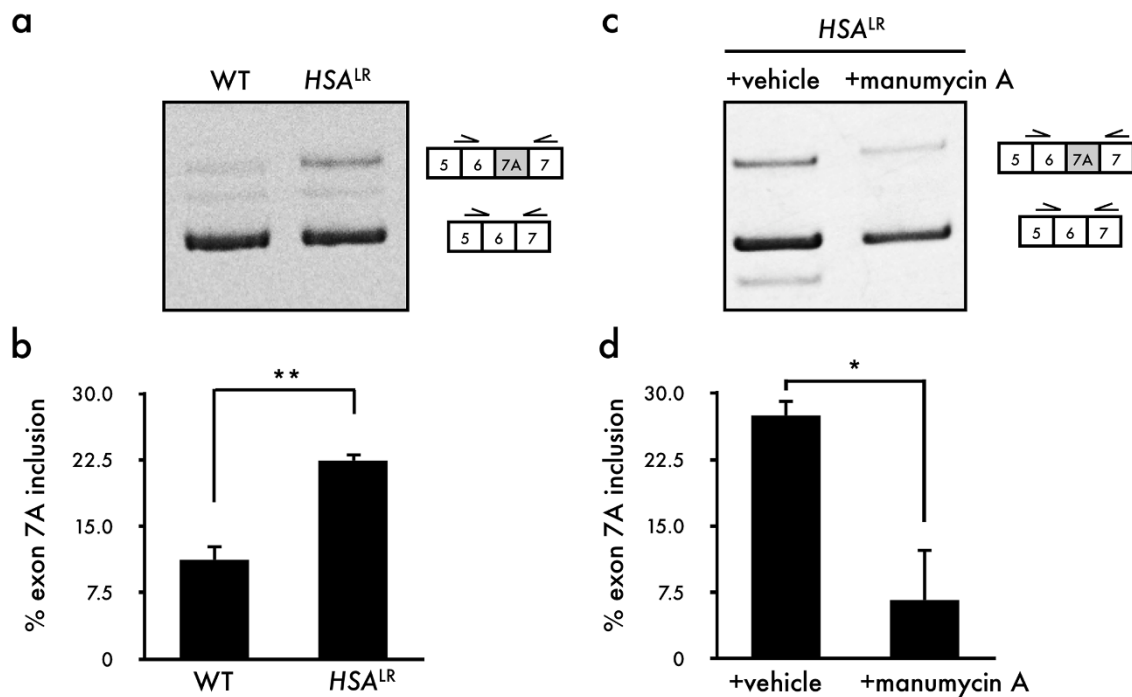 a
WT HSA^LR
5 6 7A 7
5 6 7
b
**
% exon 7A inclusion
30.0
22.5
15.0
7.5
0
WT HSA^LR
c
HSA^LR
+vehicle +manumycin A
5 6 7A 7
5 6 7
d
*
% exon 7A inclusion
30.0
22.5
15.0
7.5
0
+vehicle +manumycin A